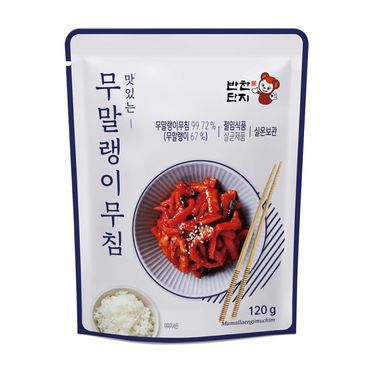 반찬
단지
맛있는
무말랭이무침
무말랭이무침 99.72 %
(무말랭이 67 %)
절임식품
살균제품
실온보관
120 g
Mumallaengimuchim